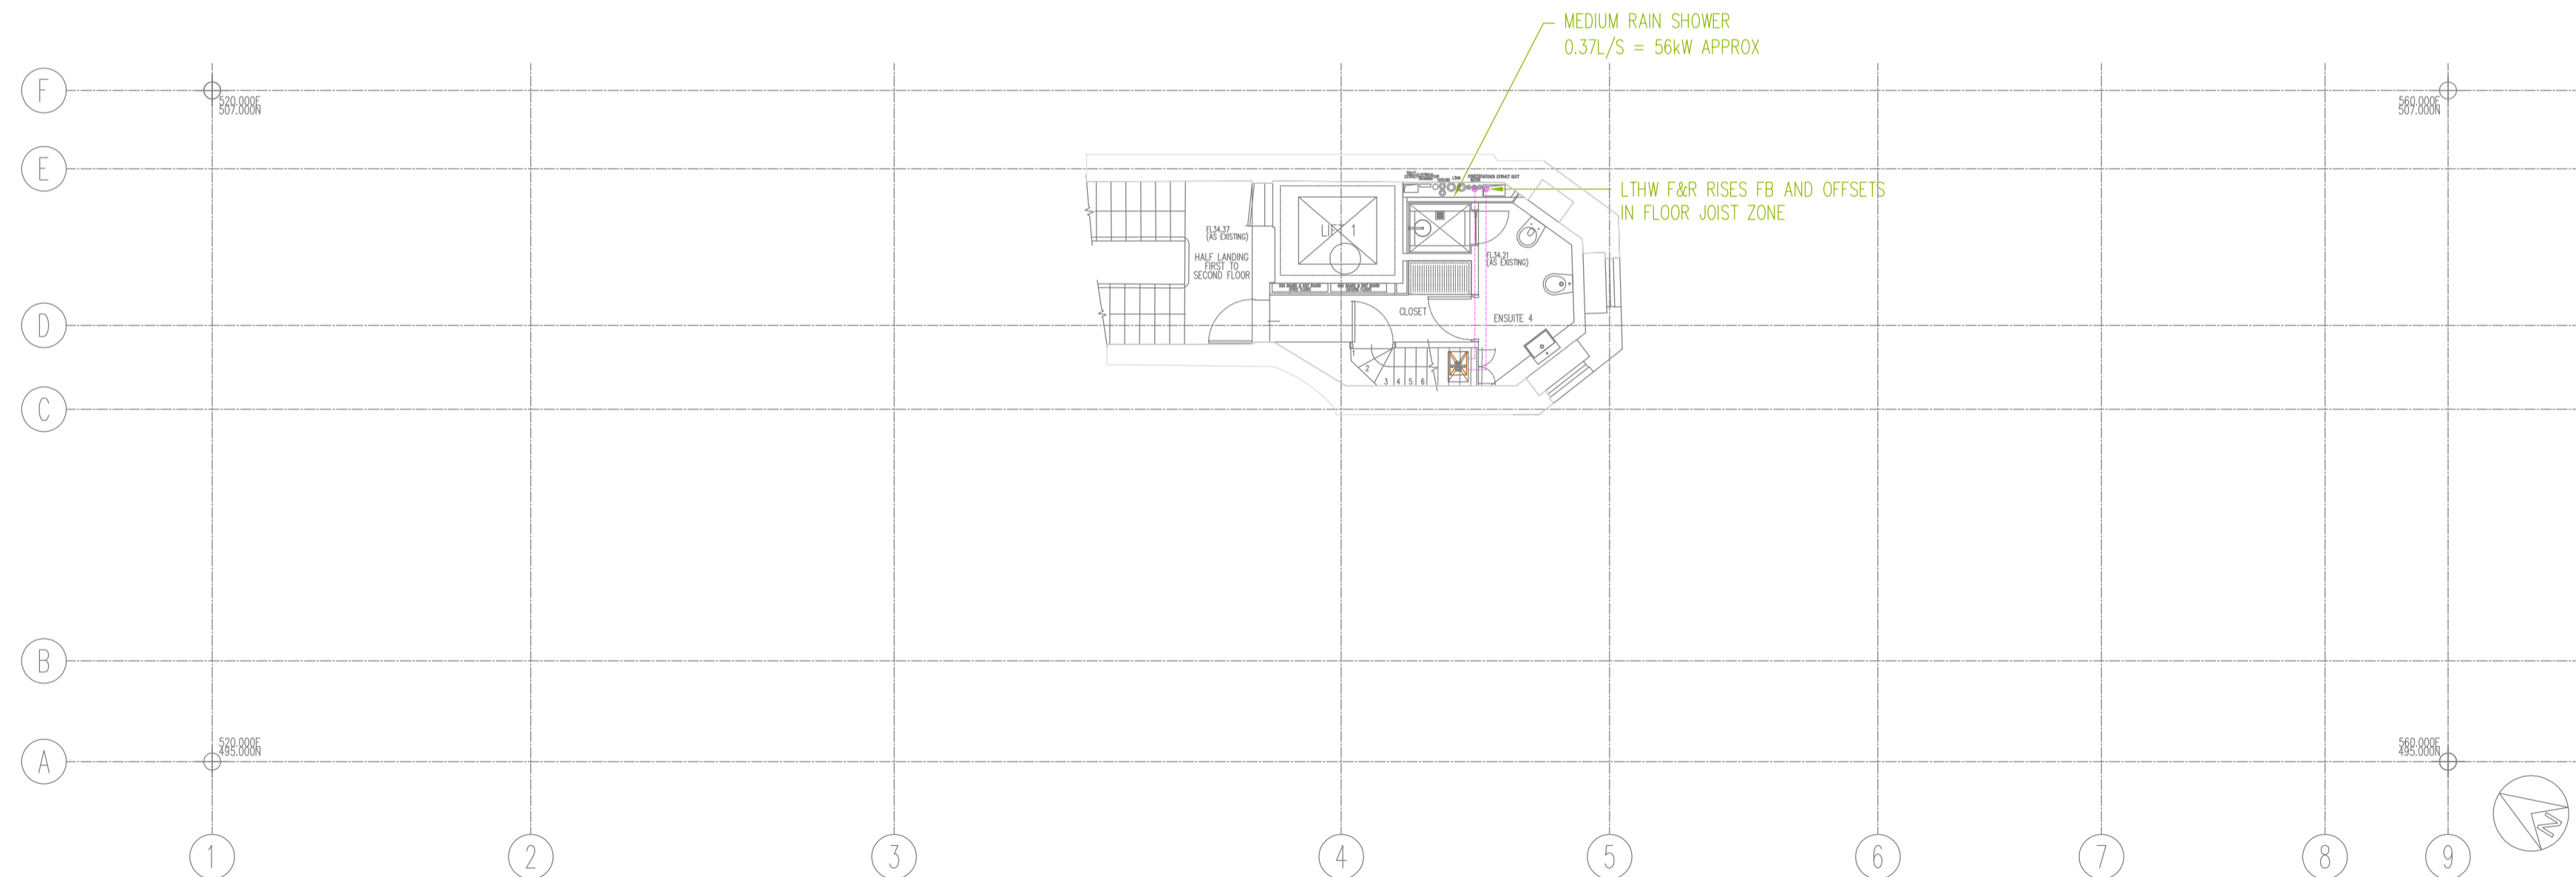 MEDIUM RAIN SHOWER
0.37L/S = 56kW APPROX
F
520.000E
507.000N
560.000E
507.000N
E
LTHW F&R RISES FB AND OFFSETS
IN FLOOR JOIST ZONE
LTHW
LIFT 1
FL34.37
(AS EXISTING)
HALF LANDING
FIRST TO
SECOND FLOOR
FL34.21
(AS EXISTING)
CLOSET
ENSUITE 4
D
1
2
3
4
5
6
C
B
520.000E
495.000N
560.000E
495.000N
A
N
1
2
3
4
5
6
7
8
9